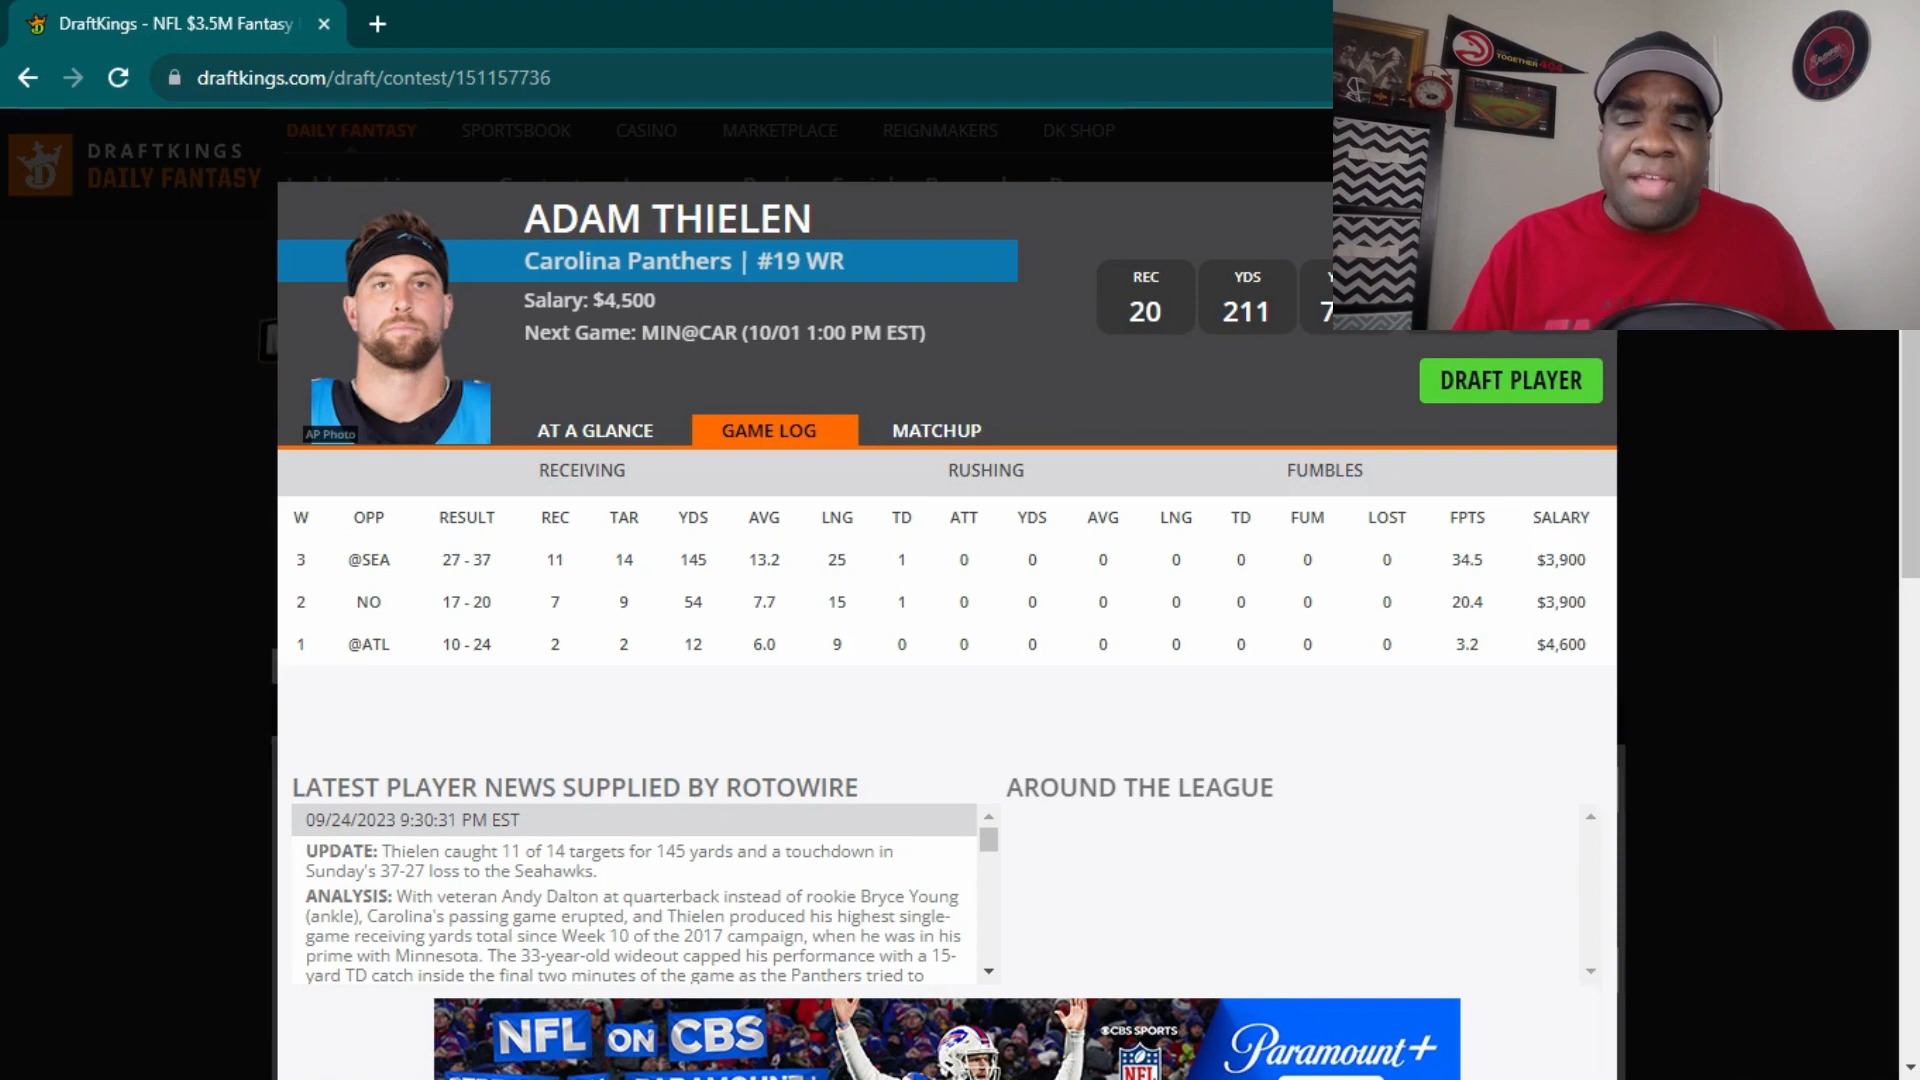 DraftKings - NFL $3.5M Fantasy
draftkings.com/draft/contest/151157736
DRAFTKINGS
DAILY FANTASY
DAILY FANTASY SPORTSBOOK CASINO MARKETPLACE REIGNMAKERS DK SHOP
TOGETHER 404
Braves
ADAM THIELEN
Carolina Panthers | #19 WR
Salary: $4,500
Next Game: MIN@CAR (10/01 1:00 PM EST)
REC YDS
20 211 7
AP Photo
DRAFT PLAYER
AT A GLANCE GAME LOG MATCHUP
RECEIVING RUSHING FUMBLES
W OPP RESULT REC TAR YDS AVG LNG TD ATT YDS AVG LNG TD FUM LOST FPTS SALARY
3 @SEA 27 - 37 11 14 145 13.2 25 1 0 0 0 0 0 0 0 34.5 $3,900
2 NO 17 - 20 7 9 54 7.7 15 1 0 0 0 0 0 0 0 20.4 $3,900
1 @ATL 10 - 24 2 2 12 6.0 9 0 0 0 0 0 0 0 0 3.2 $4,600
LATEST PLAYER NEWS SUPPLIED BY ROTOWIRE
AROUND THE LEAGUE
09/24/2023 9:30:31 PM EST
UPDATE: Thielen caught 11 of 14 targets for 145 yards and a touchdown in
Sunday's 37-27 loss to the Seahawks.
ANALYSIS: With veteran Andy Dalton at quarterback instead of rookie Bryce Young
(ankle), Carolina's passing game erupted, and Thielen produced his highest single-
game receiving yards total since Week 10 of the 2017 campaign, when he was in his
prime with Minnesota. The 33-year-old wideout capped his performance with a 15-
yard TD catch inside the final two minutes of the game as the Panthers tried to
NFL ON CBS
CBS SPORTS
NFL
Paramount+